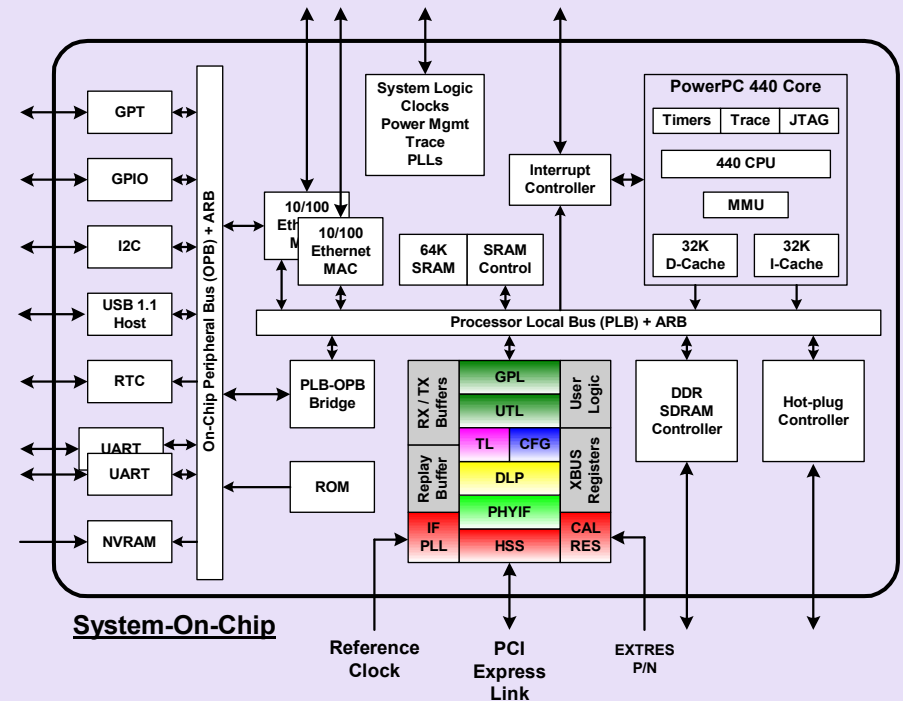 System Logic
Clocks
Power Mgmt
Trace
PLLs
PowerPC 440 Core
Timers
Trace
JTAG
440 CPU
MMU
32K
D-Cache
32K
I-Cache
Interrupt
Controller
GPT
GPIO
I2C
USB 1.1
Host
RTC
UART
UART
NVRAM
On-Chip Peripheral Bus (OPB) + ARB
10/100
10/100
Ethernet
MAC
64K
SRAM
SRAM
Control
Processor Local Bus (PLB) + ARB
PLB-OPB
Bridge
ROM
RX / TX
Buffers
Replay
Buffer
GPL
UTL
TL
CFG
DLP
PHYIF
HSS
IF
PLL
CAL
RES
User
Logic
XBUS
Registers
DDR
SDRAM
Controller
Hot-plug
Controller
System-On-Chip
Reference
Clock
PCI
Express
Link
EXTRES
P/N